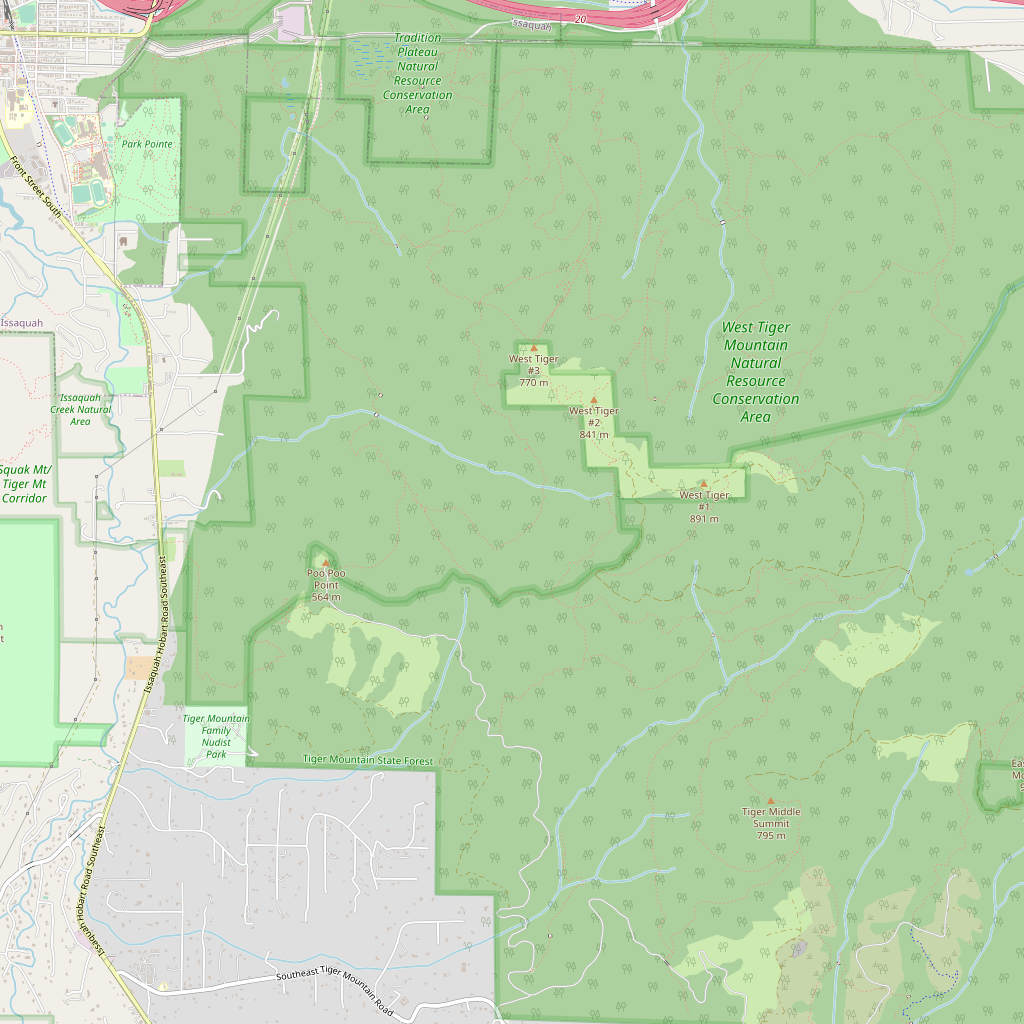 Issaquah
20
Tradition
Plateau
Natural
Resource
Conservation
Area
Park Pointe
Front Street South
Issaquah
West Tiger
Mountain
Natural
Resource
Conservation
Area
West Tiger
#3
770 m
West Tiger
#2
841 m
Issaquah
Creek Natural
Area
Squak Mt/
Tiger Mt
Corridor
West Tiger
#1
891 m
Poo Poo
Point
564 m
Issaquah Hobart Road Southeast
Tiger Mountain
Family
Nudist
Park
Tiger Mountain State Forest
Tiger Middle
Summit
795 m
Issaquah Hobart Road Southeast
Southeast Tiger Mountain Road